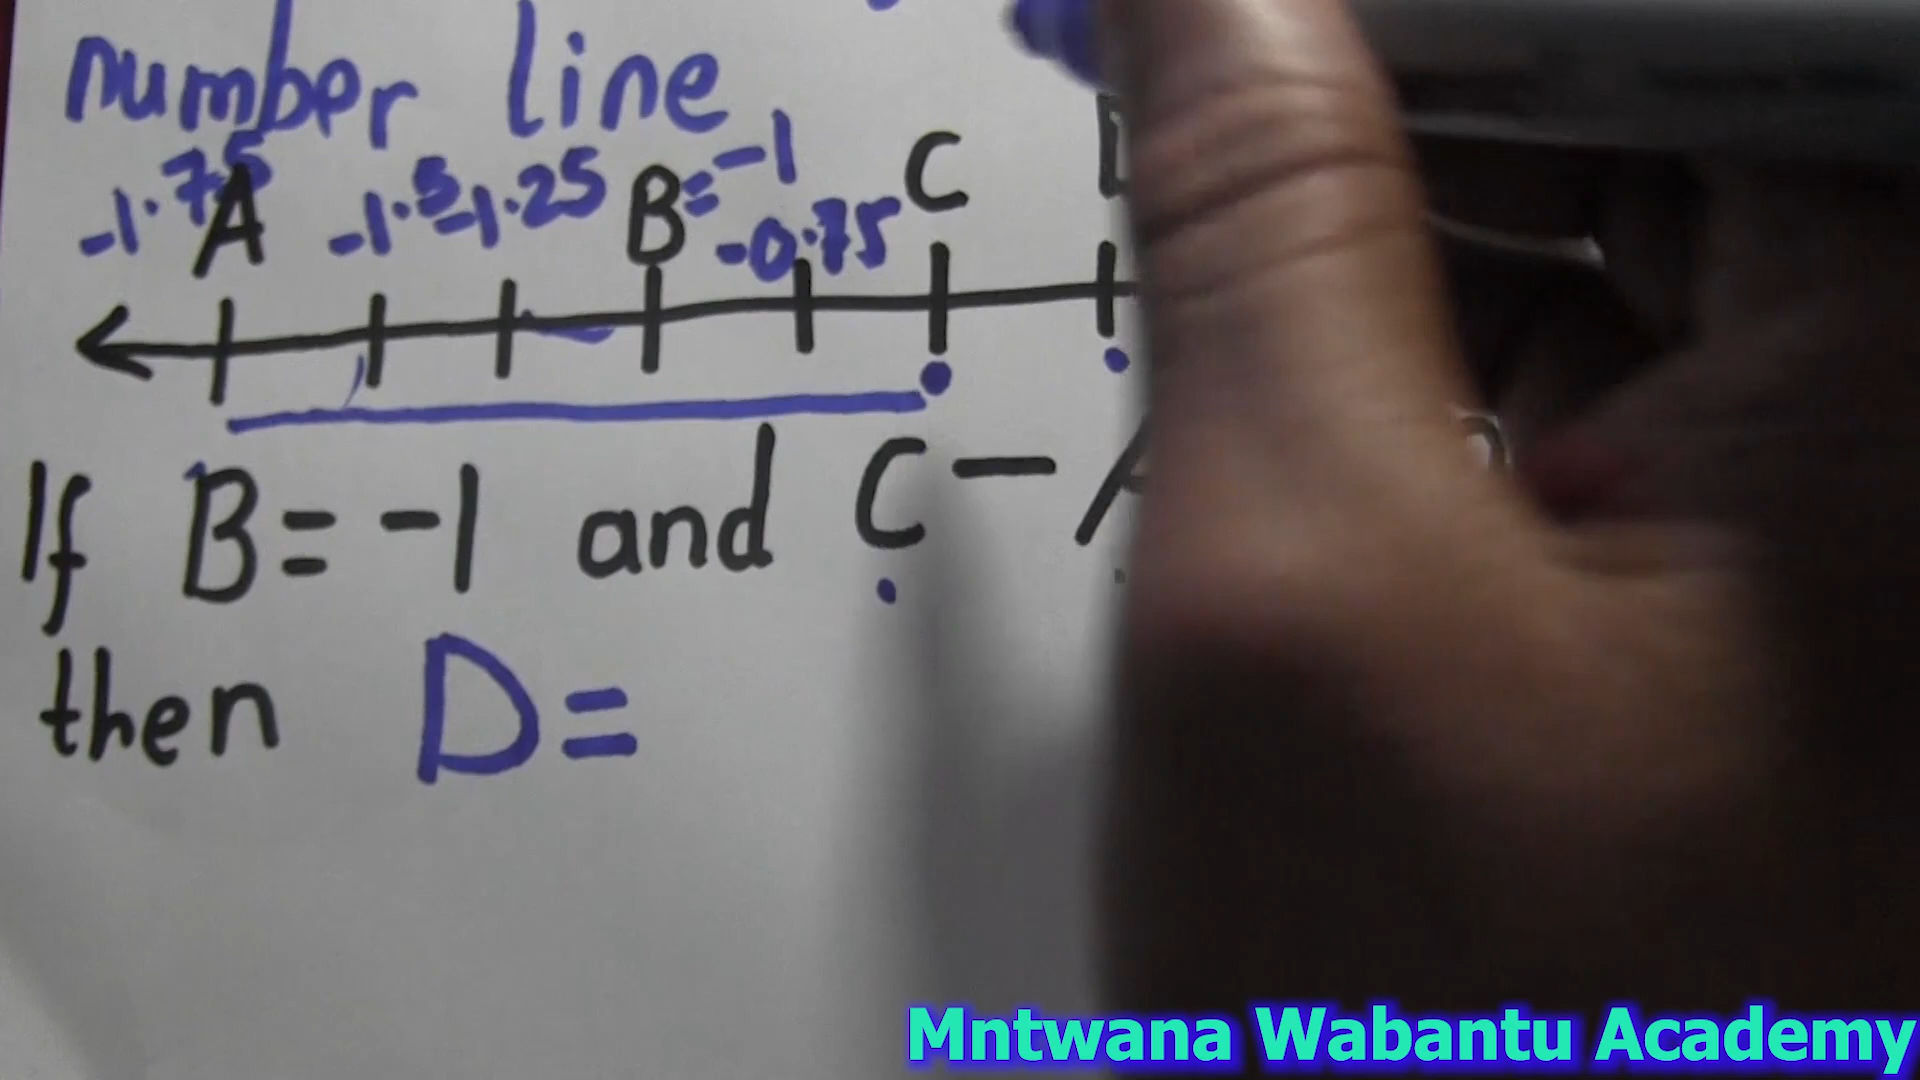 number line
-1.75 A -1.5 -1.25 B = -1 -0.75 C
If B = -1 and C -
then D =
Mntwana Wabantu Academy